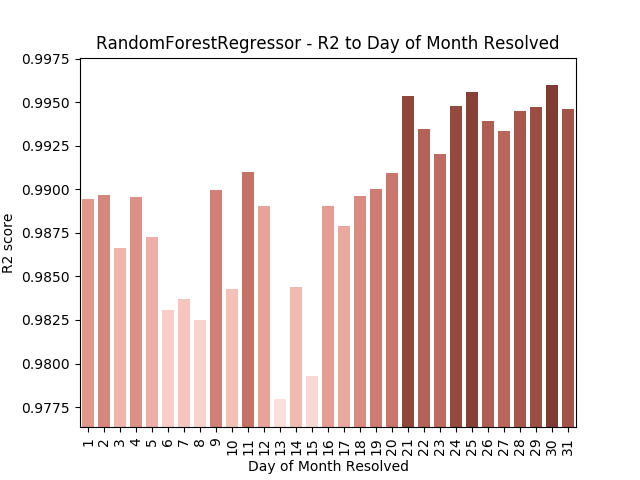 RandomForestRegressor - R2 to Day of Month Resolved
0.9975
0.9950
0.9925
0.9900
0.9875
0.9850
0.9825
0.9800
0.9775
R2 score
1 2 3 4 5 6 7 8 9 10 11 12 13 14 15 16 17 18 19 20 21 22 23 24 25 26 27 28 29 30 31
Day of Month Resolved